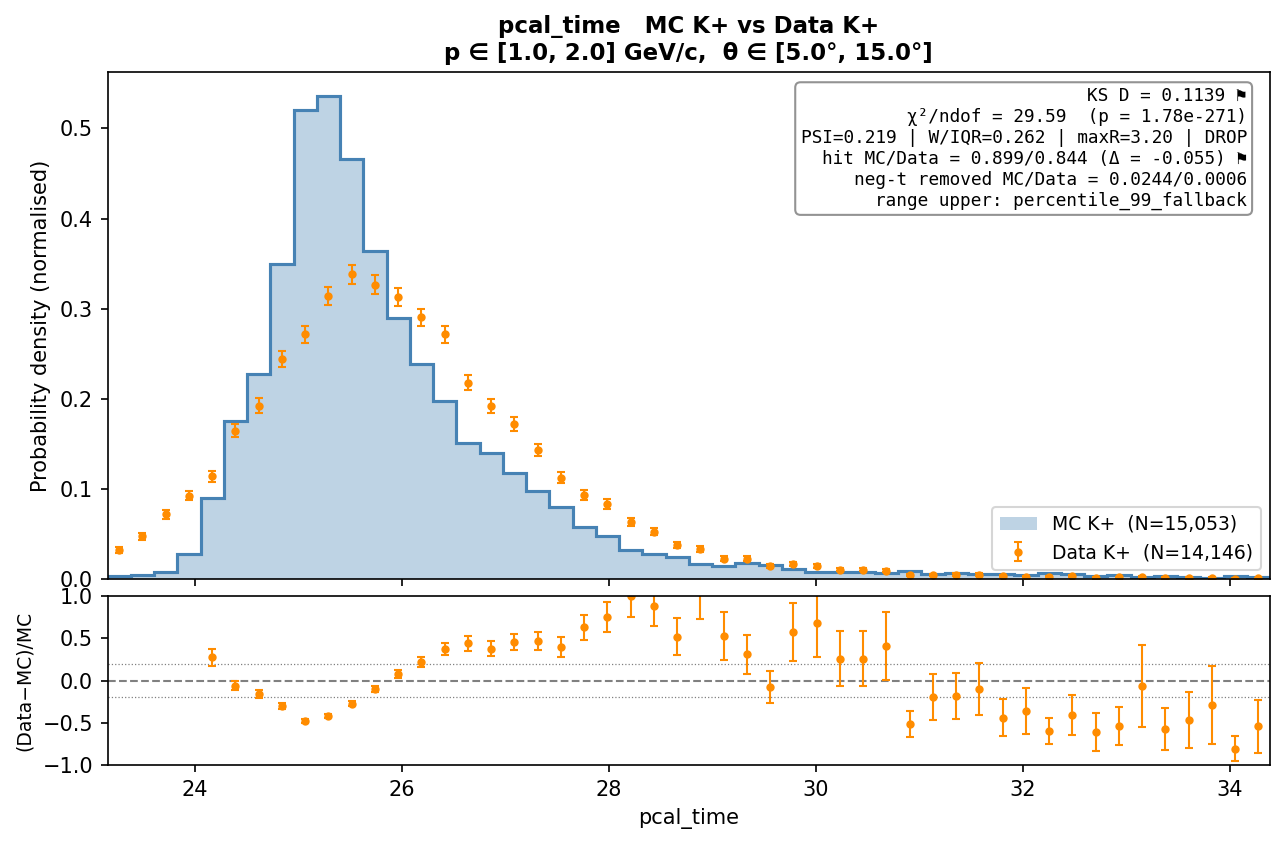 pcal_time   MC K+ vs Data K+
p ∈ [1.0, 2.0] GeV/c,  θ ∈ [5.0°, 15.0°]
KS D = 0.1139 ⚑
χ²/ndof = 29.59  (p = 1.78e-271)
PSI=0.219 | W/IQR=0.262 | maxR=3.20 | DROP
hit MC/Data = 0.899/0.844 (Δ = -0.055) ⚑
neg-t removed MC/Data = 0.0244/0.0006
range upper: percentile_99_fallback
Probability density (normalised)
0.5
0.4
0.3
0.2
0.1
0.0
MC K+  (N=15,053)
Data K+  (N=14,146)
(Data−MC)/MC
1.0
0.5
0.0
−0.5
−1.0
24 26 28 30 32 34
pcal_time